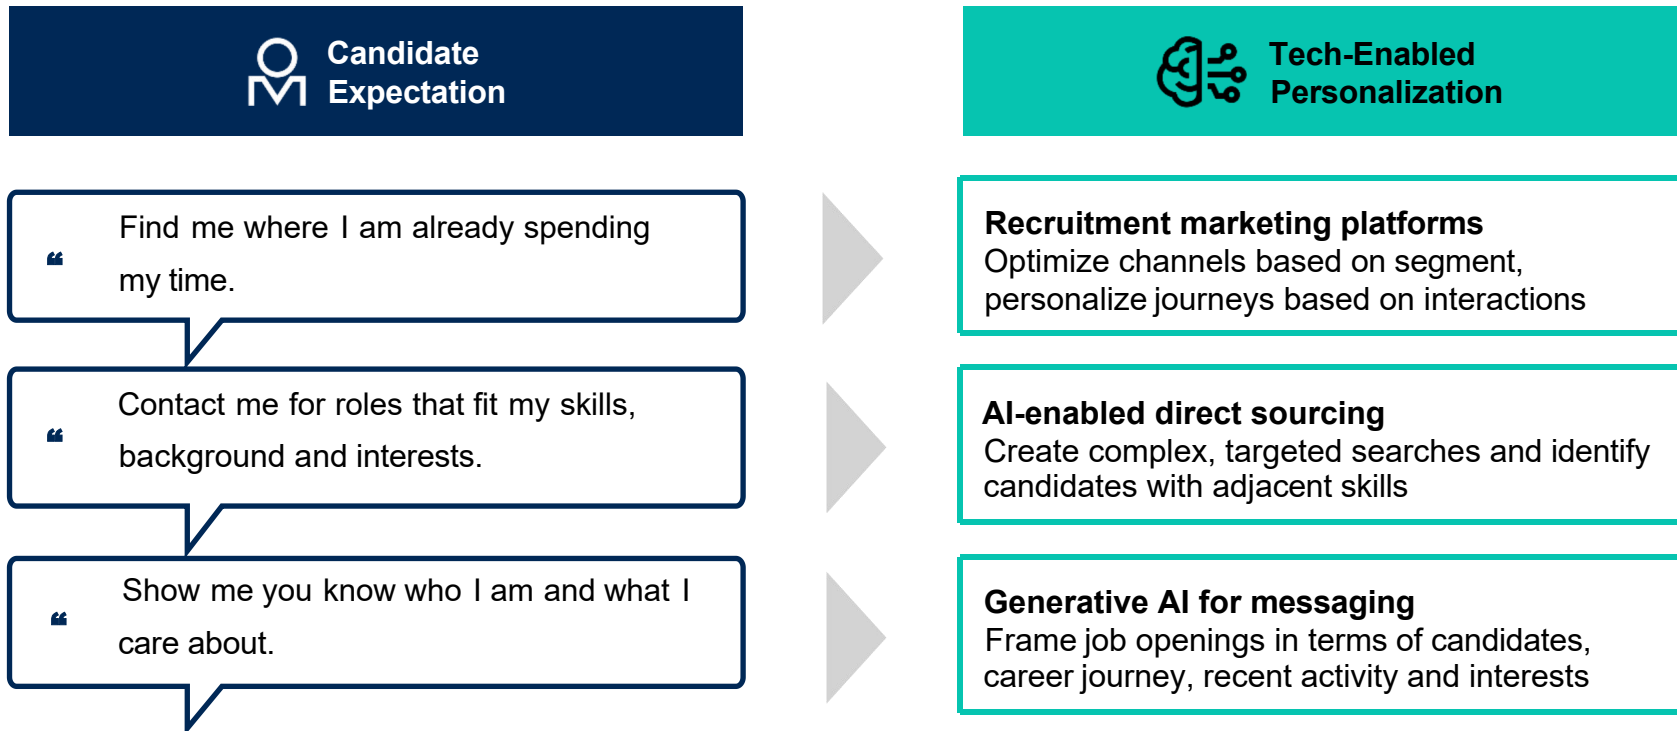 Candidate
Expectation
Tech-Enabled
Personalization
❝ Find me where I am already spending
my time.
Recruitment marketing platforms
Optimize channels based on segment,
personalize journeys based on interactions
❝ Contact me for roles that fit my skills,
background and interests.
AI-enabled direct sourcing
Create complex, targeted searches and identify
candidates with adjacent skills
❝ Show me you know who I am and what I
care about.
Generative AI for messaging
Frame job openings in terms of candidates,
career journey, recent activity and interests